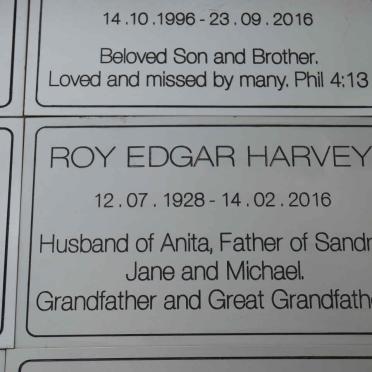 14.10.1996 - 23.09.2016
Beloved Son and Brother.
Loved and missed by many. Phil 4:13
ROY EDGAR HARVEY
12.07.1928 - 14.02.2016
Husband of Anita, Father of Sandr
Jane and Michael.
Grandfather and Great Grandfathe